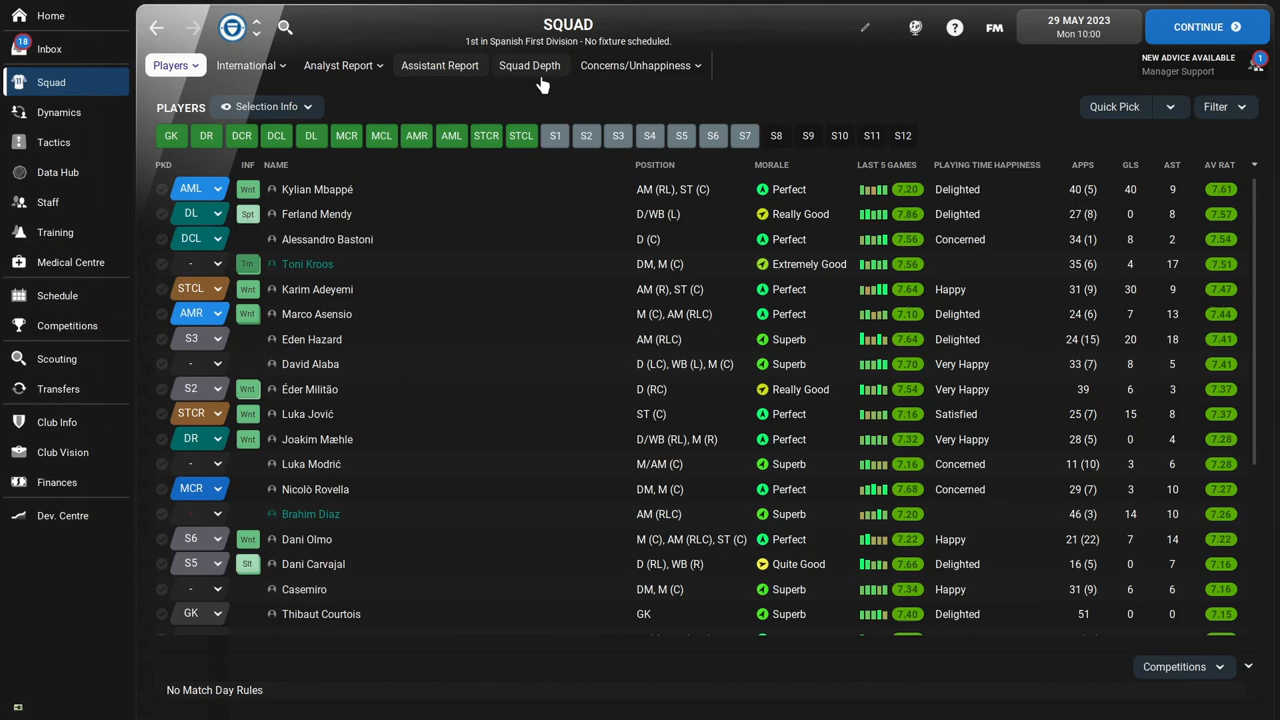 Home
18
Inbox
Squad
Dynamics
Tactics
Data Hub
Staff
Training
Medical Centre
Schedule
Competitions
Scouting
Transfers
Club Info
Club Vision
Finances
Dev. Centre
SQUAD
1st in Spanish First Division - No fixture scheduled.
FM
29 MAY 2023
Mon 10:00
CONTINUE
Players
International
Analyst Report
Assistant Report
Squad Depth
Concerns/Unhappiness
NEW ADVICE AVAILABLE
Manager Support
1
PLAYERS
Selection Info
Quick Pick
Filter
GK DR DCR DCL DL MCR MCL AMR AML STCR STCL S1 S2 S3 S4 S5 S6 S7 S8 S9 S10 S11 S12
PKD INF NAME POSITION MORALE LAST 5 GAMES PLAYING TIME HAPPINESS APPS GLS AST AV RAT
AML Wnt Kylian Mbappé AM (RL), ST (C) Perfect 7.20 Delighted 40 (5) 40 9 7.61
DL Spt Ferland Mendy D/WB (L) Really Good 7.86 Delighted 27 (8) 0 8 7.57
DCL Alessandro Bastoni D (C) Perfect 7.56 Concerned 34 (1) 8 2 7.54
- Trn Toni Kroos DM, M (C) Extremely Good 7.56 35 (6) 4 17 7.51
STCL Wnt Karim Adeyemi AM (R), ST (C) Perfect 7.64 Happy 31 (9) 30 9 7.47
AMR Wnt Marco Asensio M (C), AM (RLC) Perfect 7.10 Delighted 24 (6) 7 13 7.44
S3 Eden Hazard AM (RLC) Superb 7.64 Delighted 24 (15) 20 18 7.41
- David Alaba D (LC), WB (L), M (C) Superb 7.70 Very Happy 33 (7) 8 5 7.41
S2 Wnt Éder Militão D (RC) Really Good 7.54 Very Happy 39 6 3 7.37
STCR Wnt Luka Jović ST (C) Perfect 7.16 Satisfied 25 (7) 15 8 7.37
DR Wnt Joakim Mæhle D/WB (RL), M (R) Perfect 7.32 Very Happy 28 (5) 0 4 7.28
- Luka Modrić M/AM (C) Superb 7.16 Concerned 11 (10) 3 6 7.28
MCR Nicolò Rovella DM, M (C) Perfect 7.68 Concerned 29 (7) 3 10 7.27
- Brahim Díaz AM (RLC) Superb 7.20 46 (3) 14 10 7.26
S6 Wnt Dani Olmo M (C), AM (RLC), ST (C) Perfect 7.22 Happy 21 (22) 7 14 7.22
S5 Slt Dani Carvajal D (RL), WB (R) Quite Good 7.66 Delighted 16 (5) 0 7 7.16
- Casemiro DM, M (C) Superb 7.34 Happy 31 (9) 6 6 7.16
GK Thibaut Courtois GK Superb 7.40 Delighted 51 0 0 7.15
Competitions
No Match Day Rules